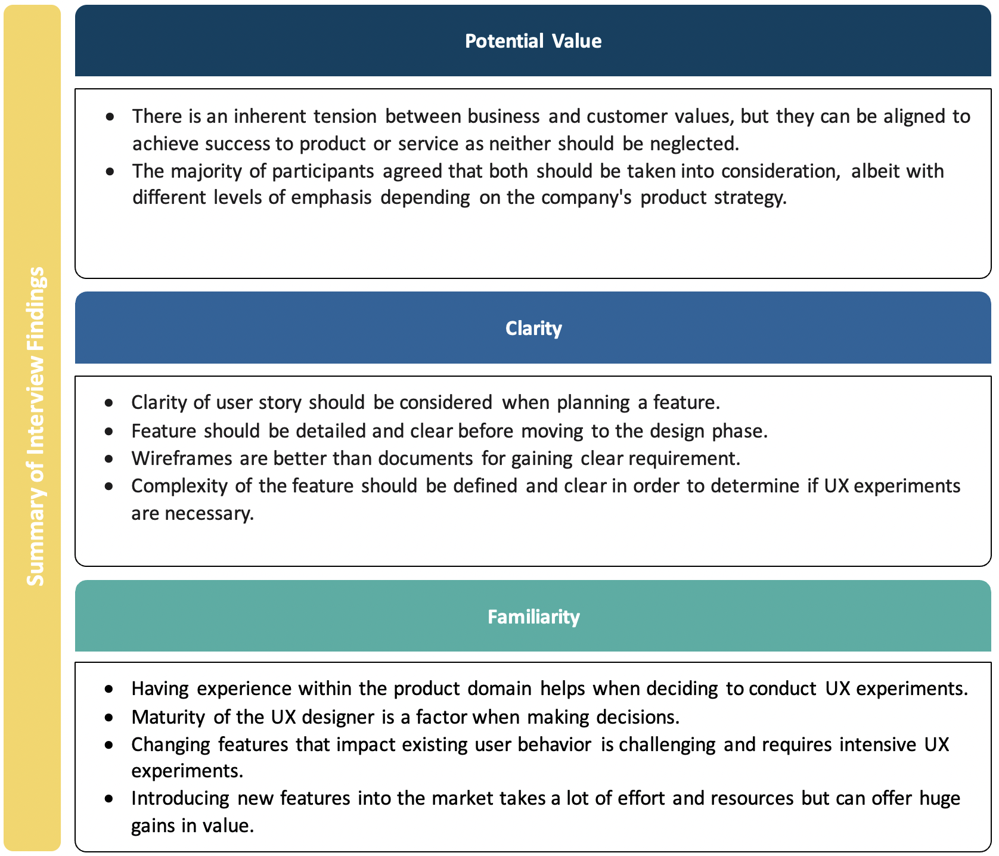 Summary of Interview Findings
Potential Value
• There is an inherent tension between business and customer values, but they can be aligned to
achieve success to product or service as neither should be neglected.
• The majority of participants agreed that both should be taken into consideration, albeit with
different levels of emphasis depending on the company's product strategy.
Clarity
• Clarity of user story should be considered when planning a feature.
• Feature should be detailed and clear before moving to the design phase.
• Wireframes are better than documents for gaining clear requirement.
• Complexity of the feature should be defined and clear in order to determine if UX experiments
are necessary.
Familiarity
• Having experience within the product domain helps when deciding to conduct UX experiments.
• Maturity of the UX designer is a factor when making decisions.
• Changing features that impact existing user behavior is challenging and requires intensive UX
experiments.
• Introducing new features into the market takes a lot of effort and resources but can offer huge
gains in value.